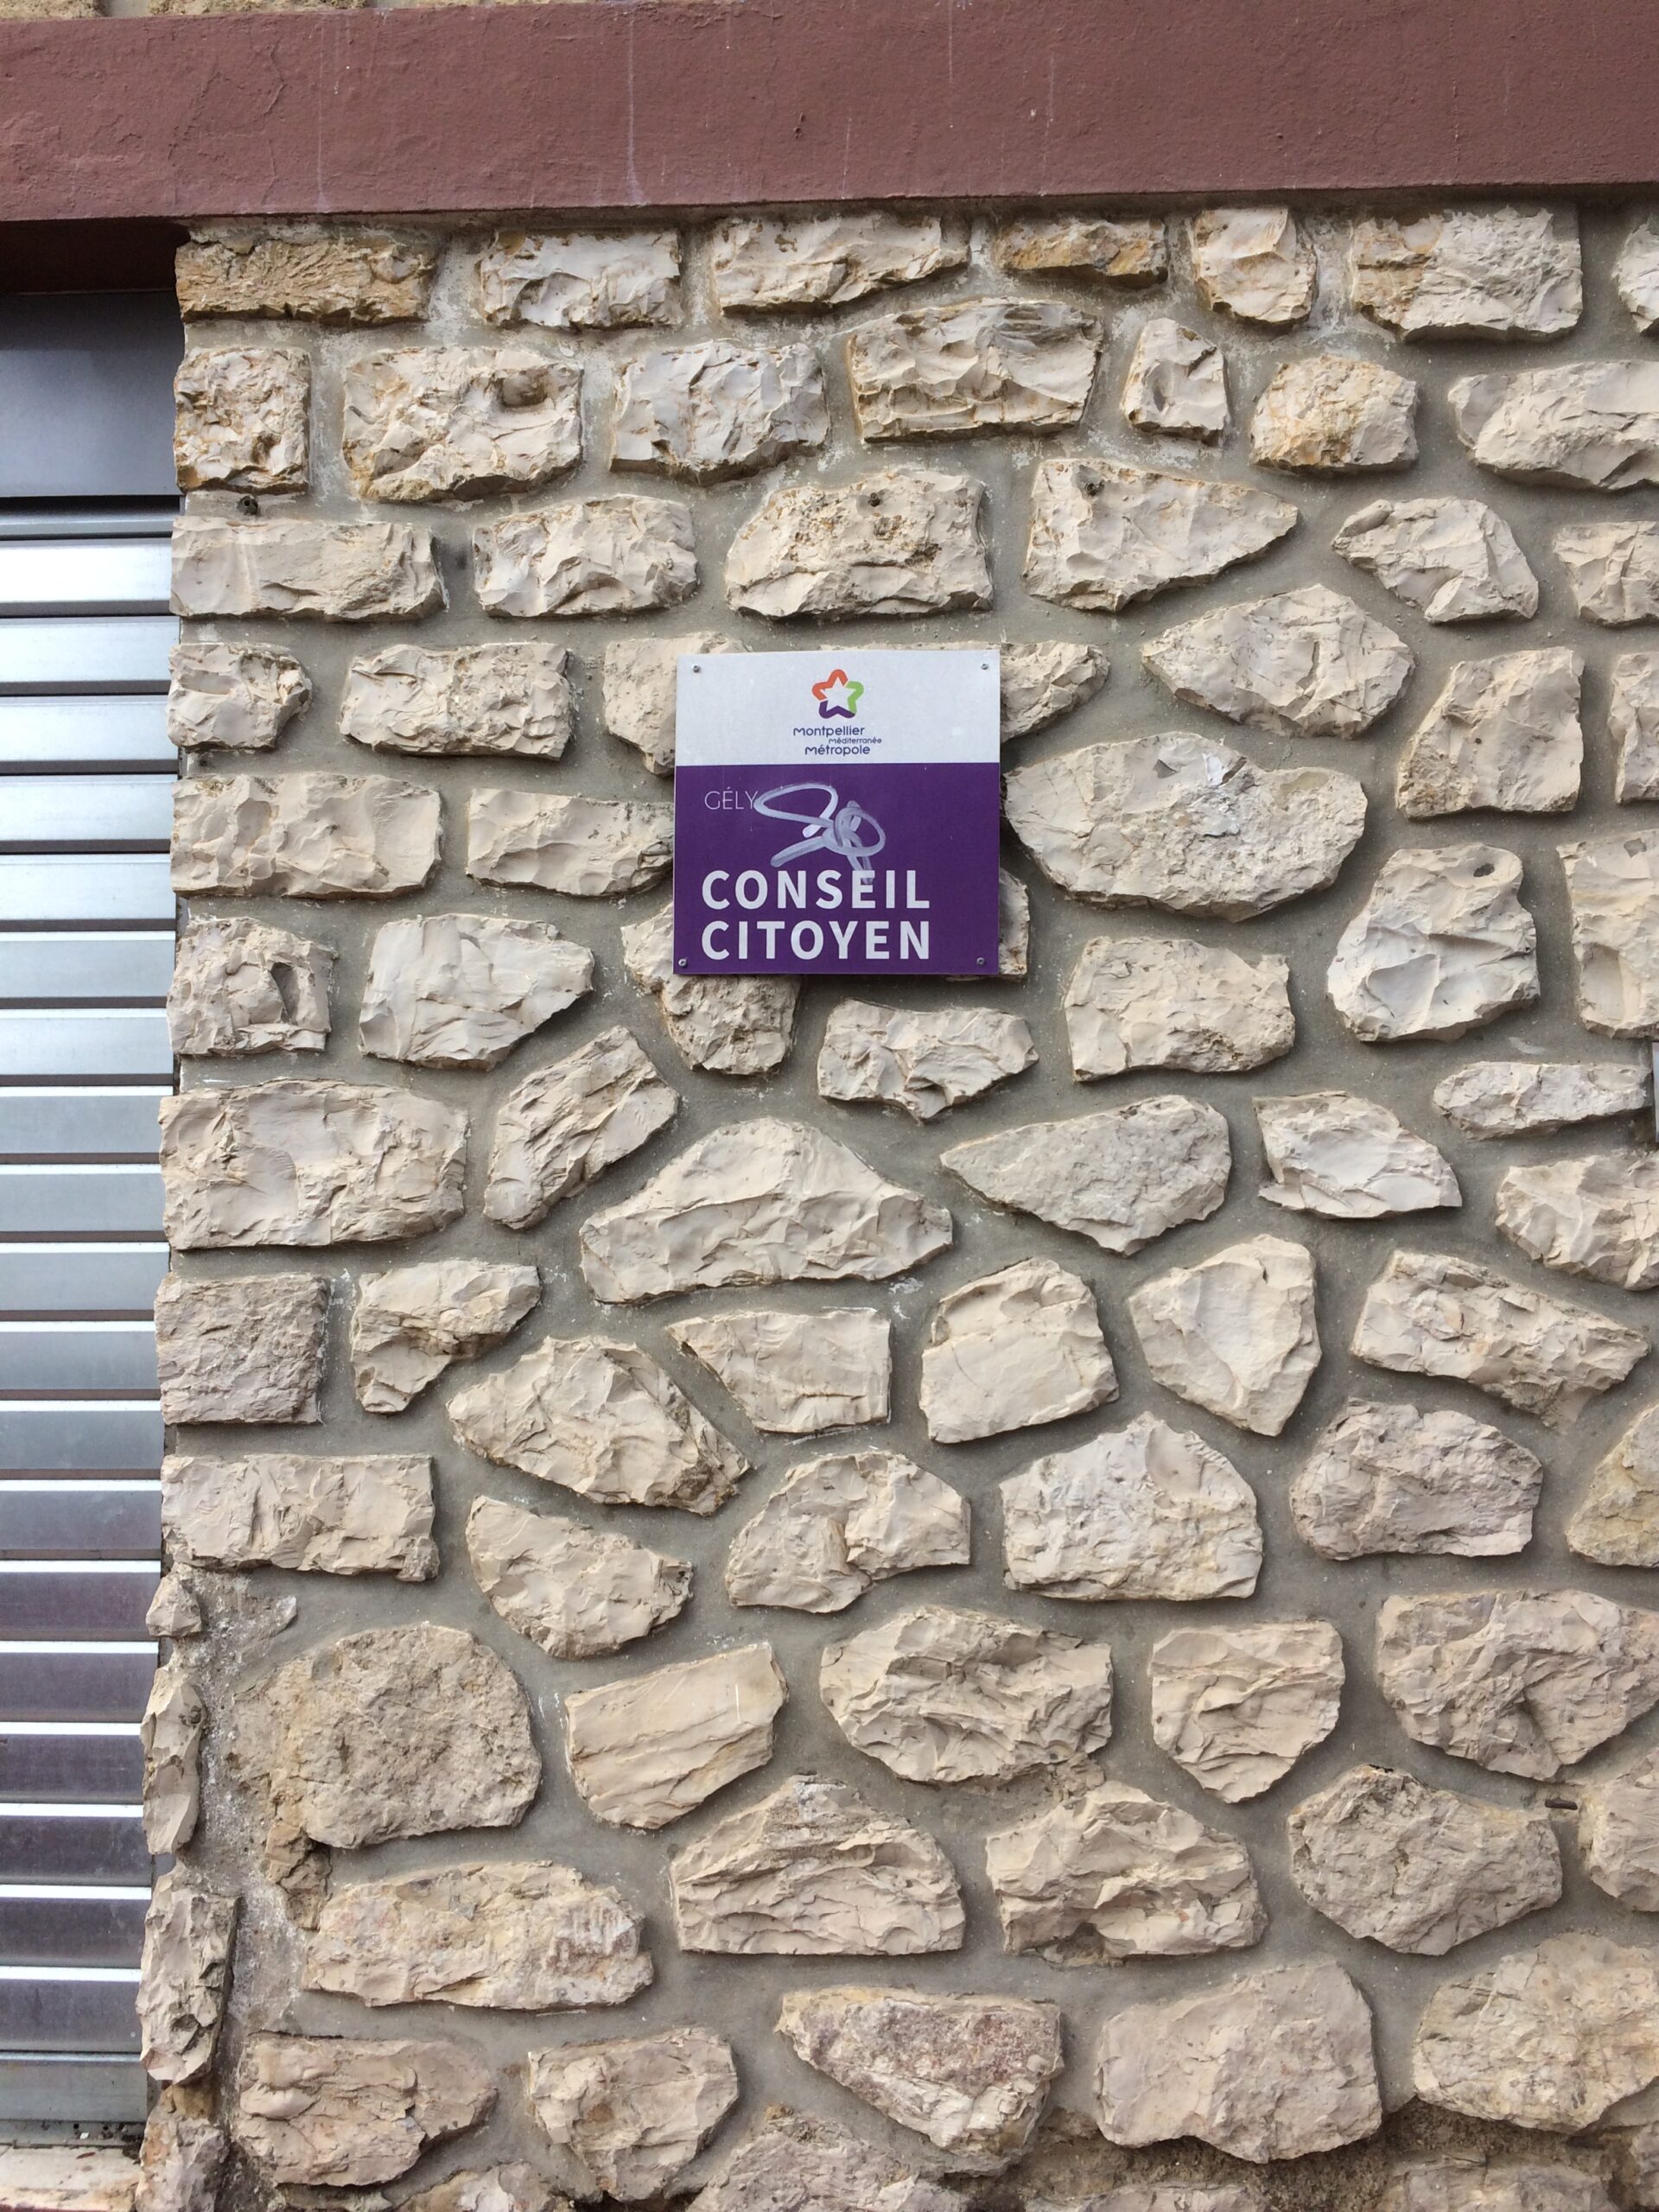 montpellier
méditerranée
métropole
GÉLY
CONSEIL
CITOYEN